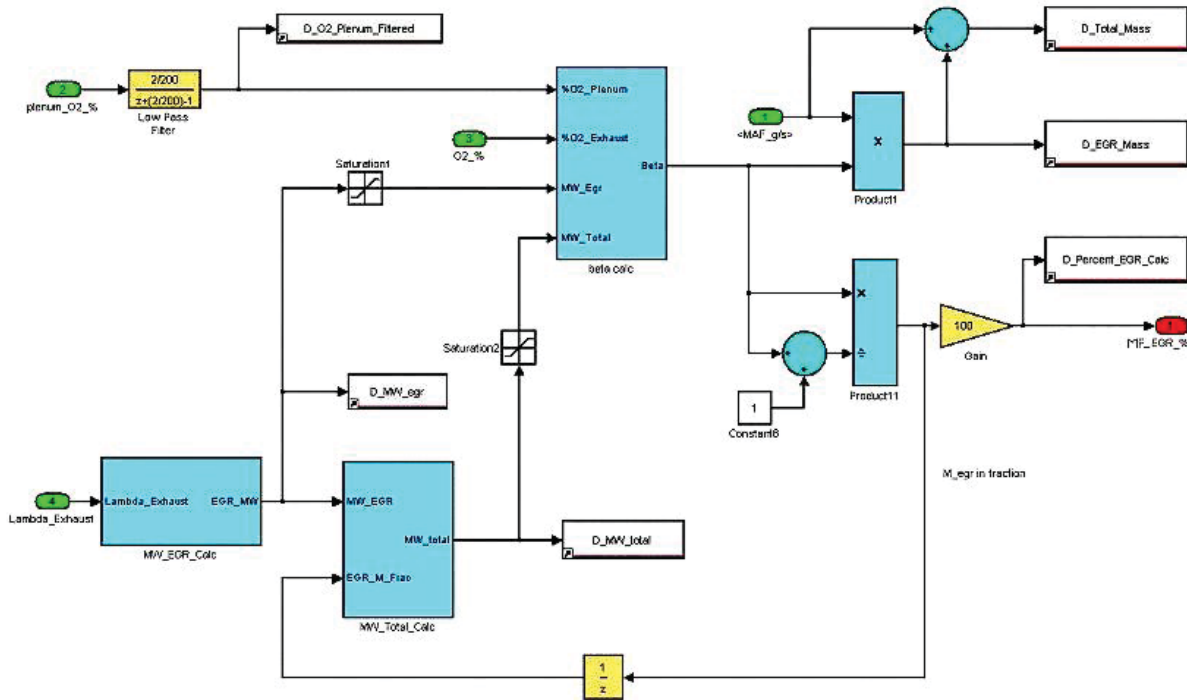 D_O2_Plenum_Filtered
2
plenum_O2_%
2/200
z+(2/200)-1
Low Pass
Filter
3
O2_%
%O2_Plenum
%O2_Exhaust
MW_Egr
MW_Total
Beta
beta calc
Saturation1
Saturation2
1
<MAF_g/s>
×
Product1
+
+
D_Total_Mass
D_EGR_Mass
D_Percent_EGR_Calc
×
÷
Product11
100
Gain
1
MF_EGR_%
+
+
1
Constant6
M_egr in fraction
D_MW_egr
4
Lambda_Exhaust
Lambda_Exhaust
EGR_MW
MW_EGR_Calc
MW_EGR
EGR_M_Frac
MW_total
MW_Total_Calc
D_MW_total
1
z